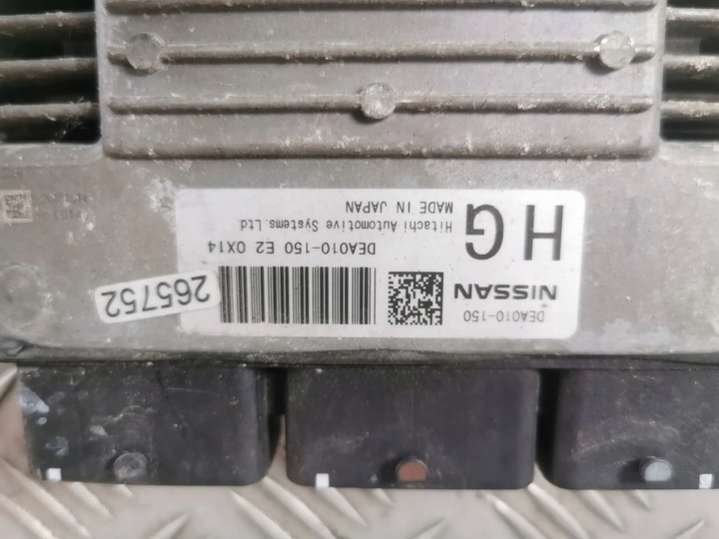 DEA010-150
NISSAN
HG
DEA010-150 E2 0X14
Hitachi Automotive Systems.Ltd
MADE IN JAPAN
265752